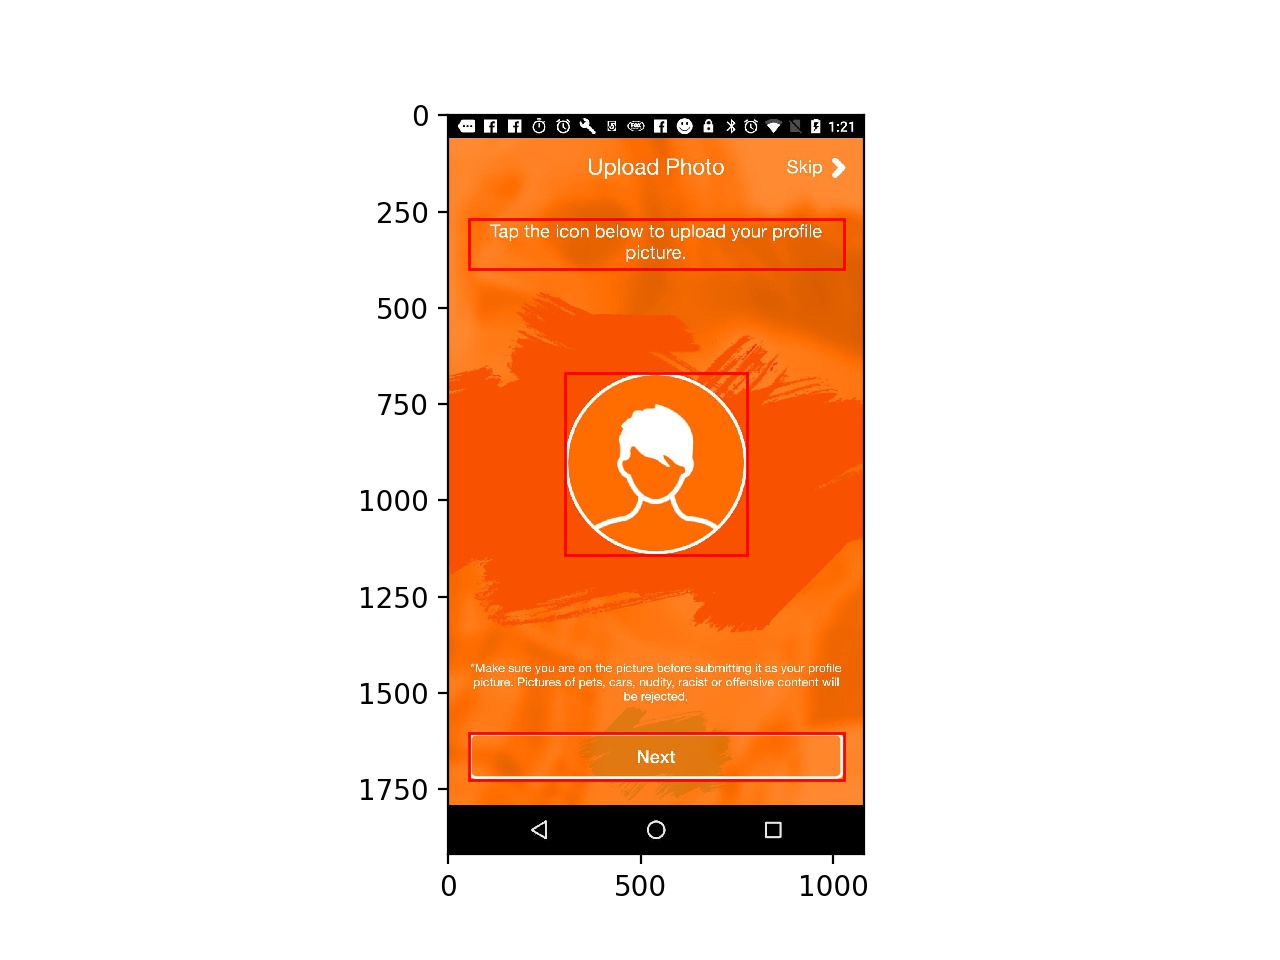 0
250
500
750
1000
1250
1500
1750
0 500 1000
1:21
Upload Photo
Skip
Tap the icon below to upload your profile
picture.
*Make sure you are on the picture before submitting it as your profile
picture. Pictures of pets, cars, nudity, racist or offensive content will
be rejected.
Next